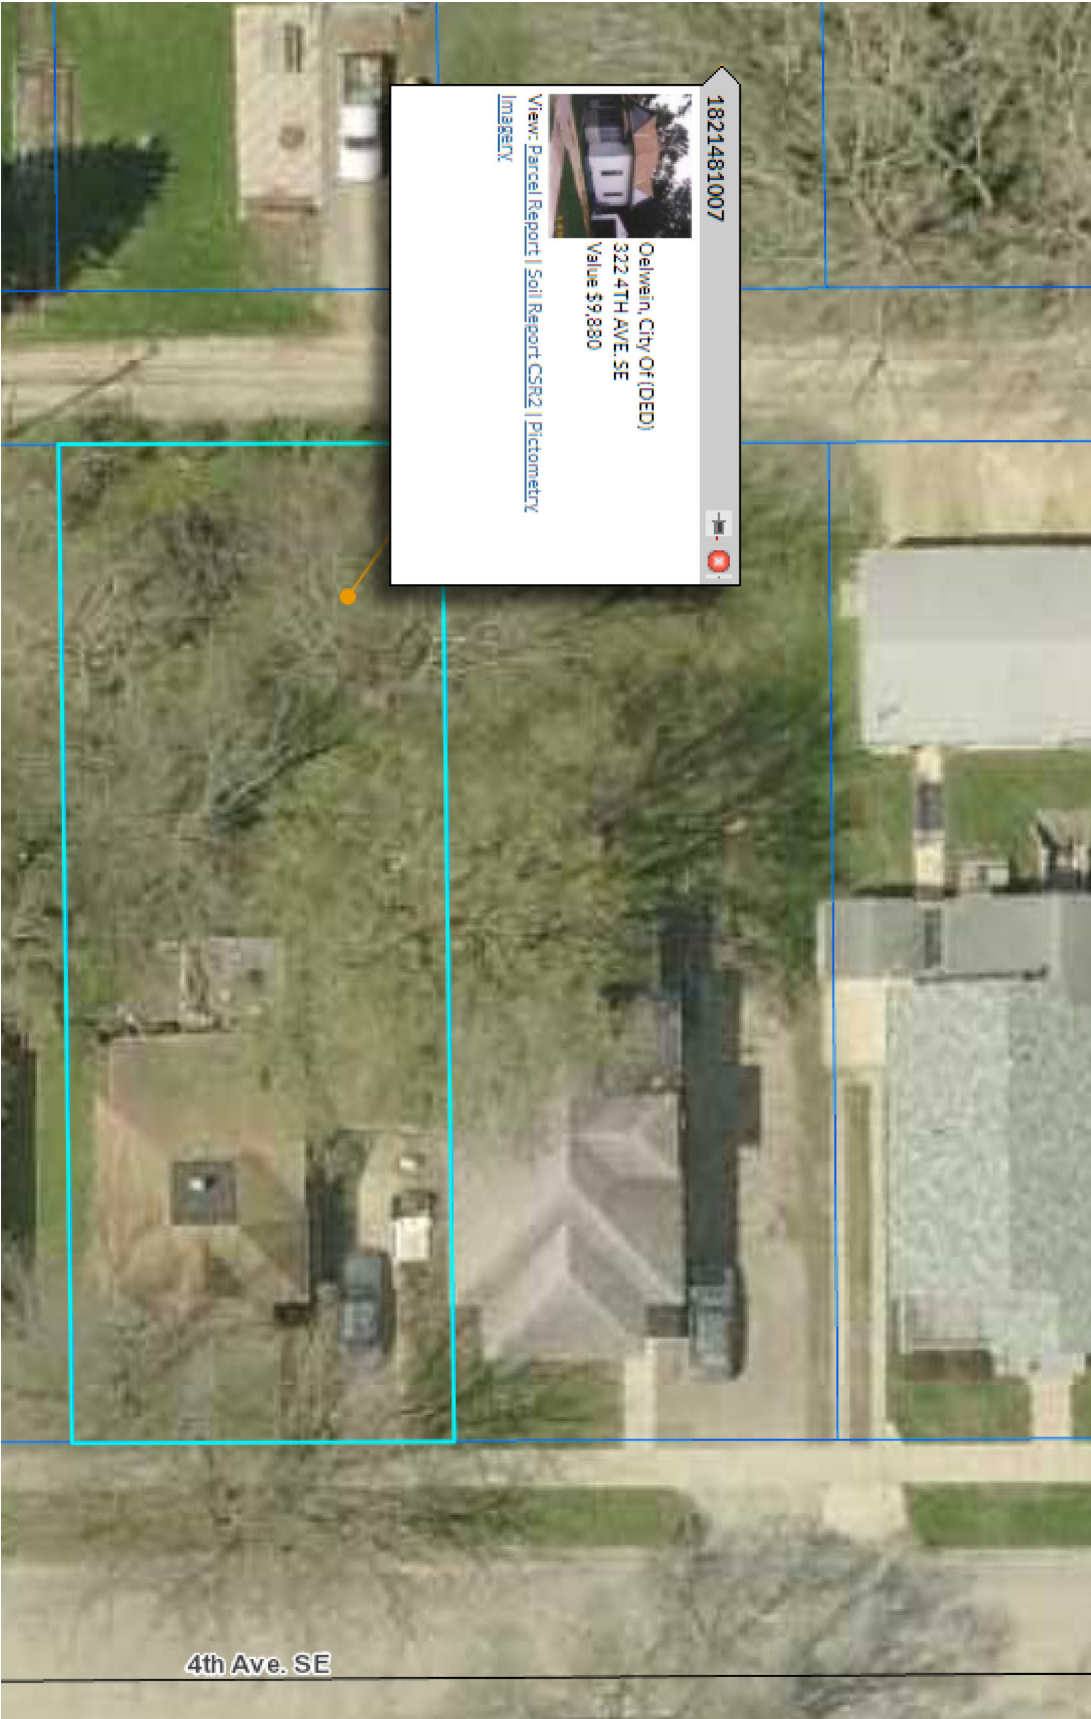 1821481007
Oelwein, City Of (DED)
322 4TH AVE. SE
Value $9,880
View: Parcel Report | Soil Report CSR2 | Pictometry
Imagery
4th Ave. SE